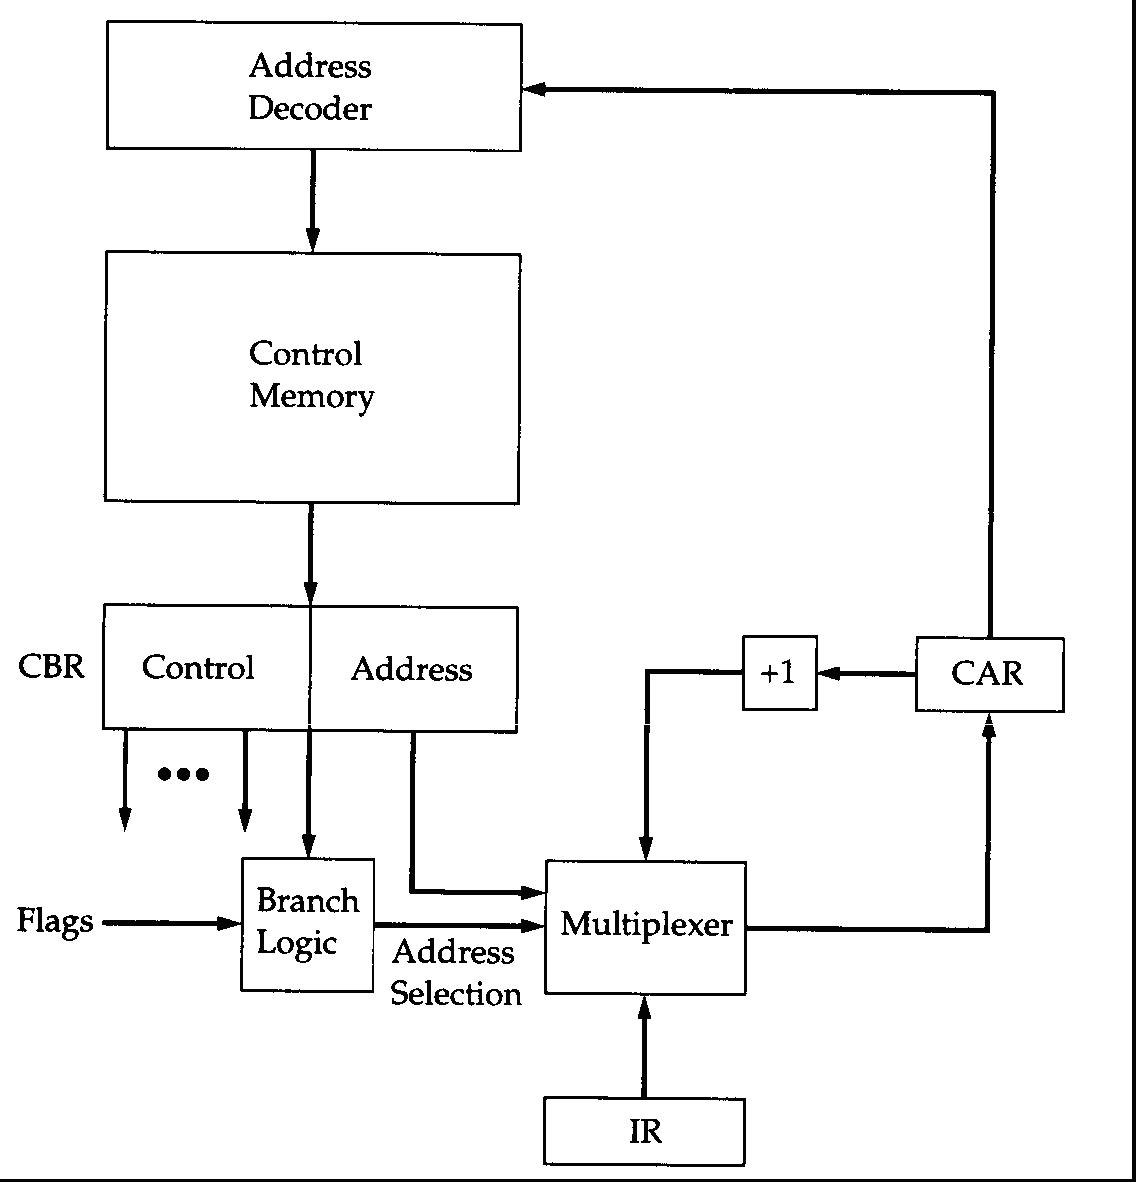 Address
Decoder
Control
Memory
CBR
Control
Address
+1
CAR
Flags
Branch
Logic
Address
Selection
Multiplexer
IR